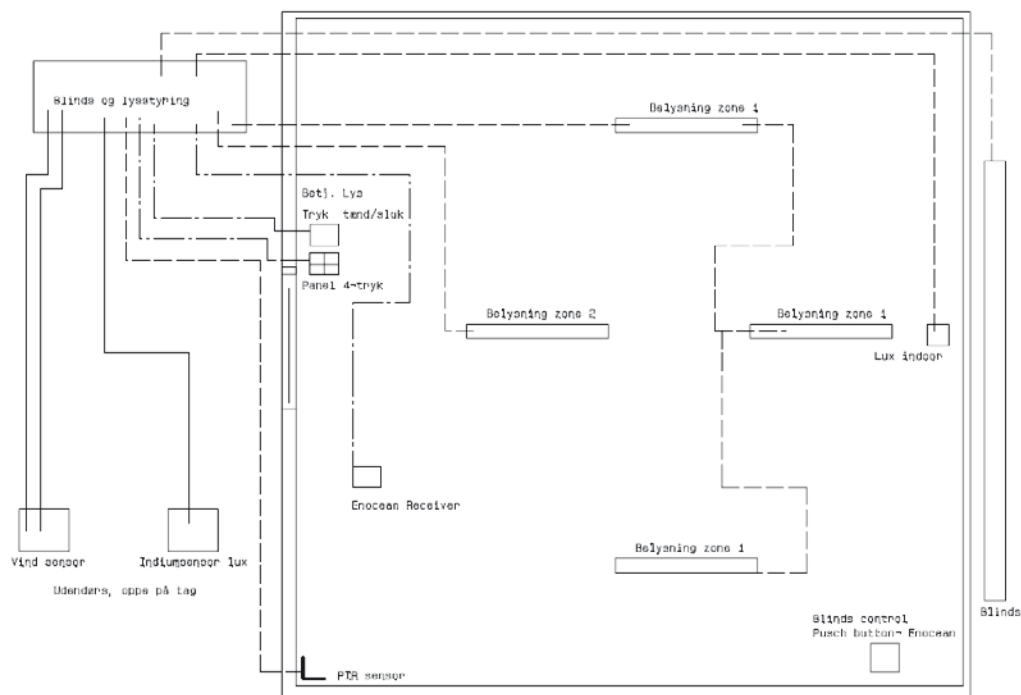 Blinds og lysstyring
Belysning zone 1
Betj. Lys
Tryk tænd/sluk
Panel 4-tryk
Belysning zone 2
Belysning zone 1
Lux indoor
Enocean Receiver
Vind sensor
Indiumsensor lux
Belysning zone 1
Udendørs, oppe på tag
Blinds
Blinds control
Pusch button- Enocean
PIR sensor